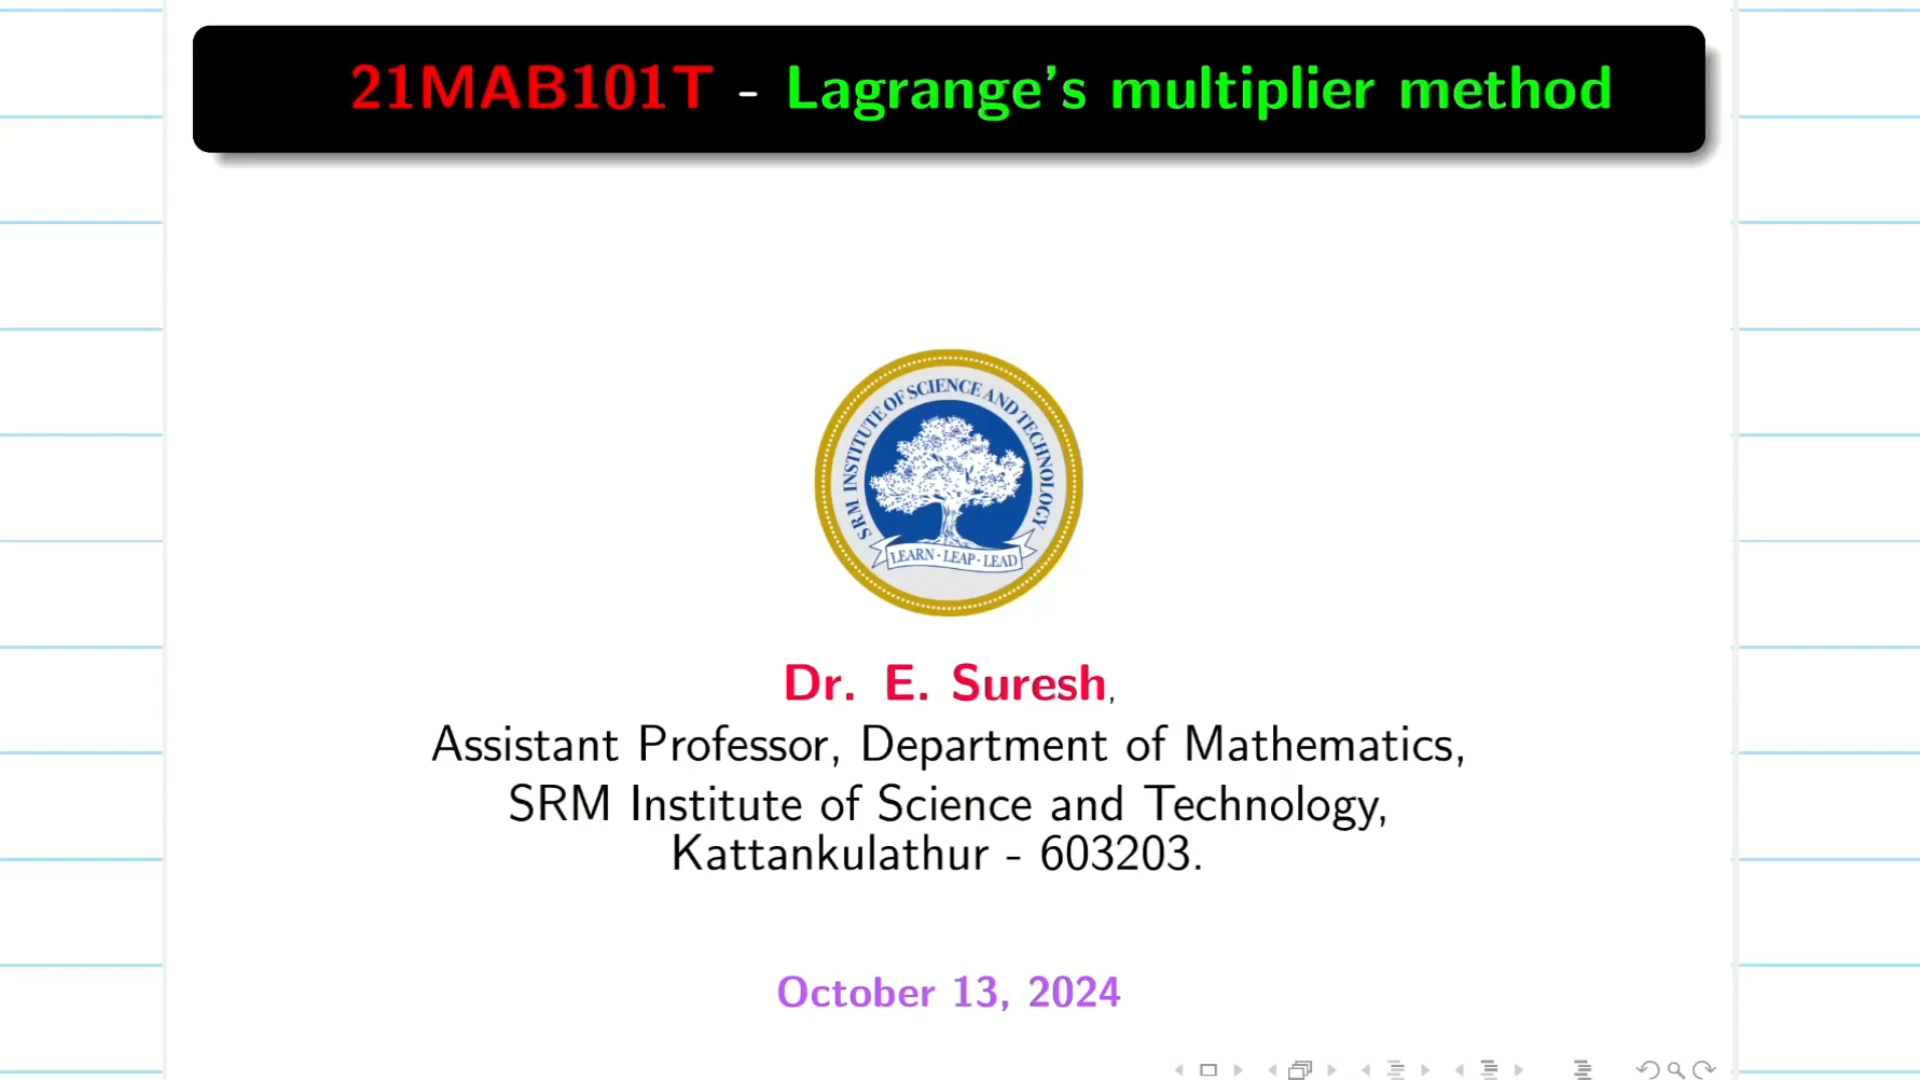 21MAB101T - Lagrange's multiplier method
SRM INSTITUTE OF SCIENCE AND TECHNOLOGY
LEARN · LEAP · LEAD
Dr. E. Suresh,
Assistant Professor, Department of Mathematics,
SRM Institute of Science and Technology,
Kattankulathur - 603203.
October 13, 2024